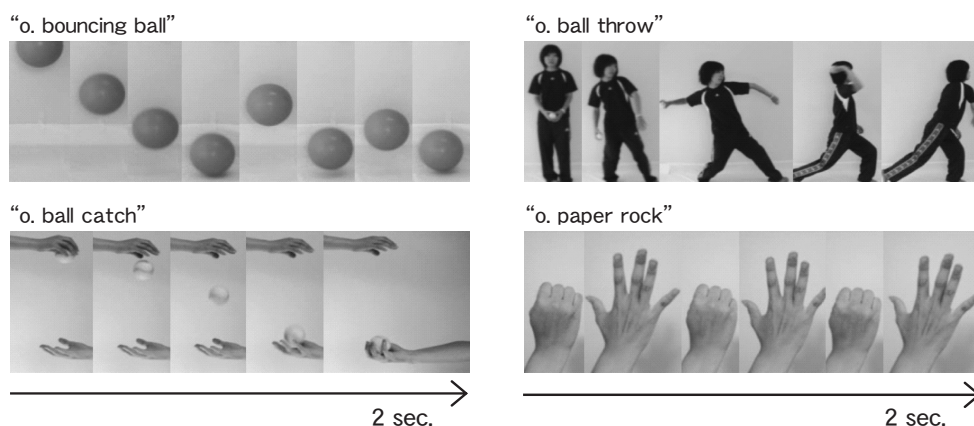 “o. bouncing ball”
“o. ball throw”
“o. ball catch”
“o. paper rock”
2 sec.
2 sec.